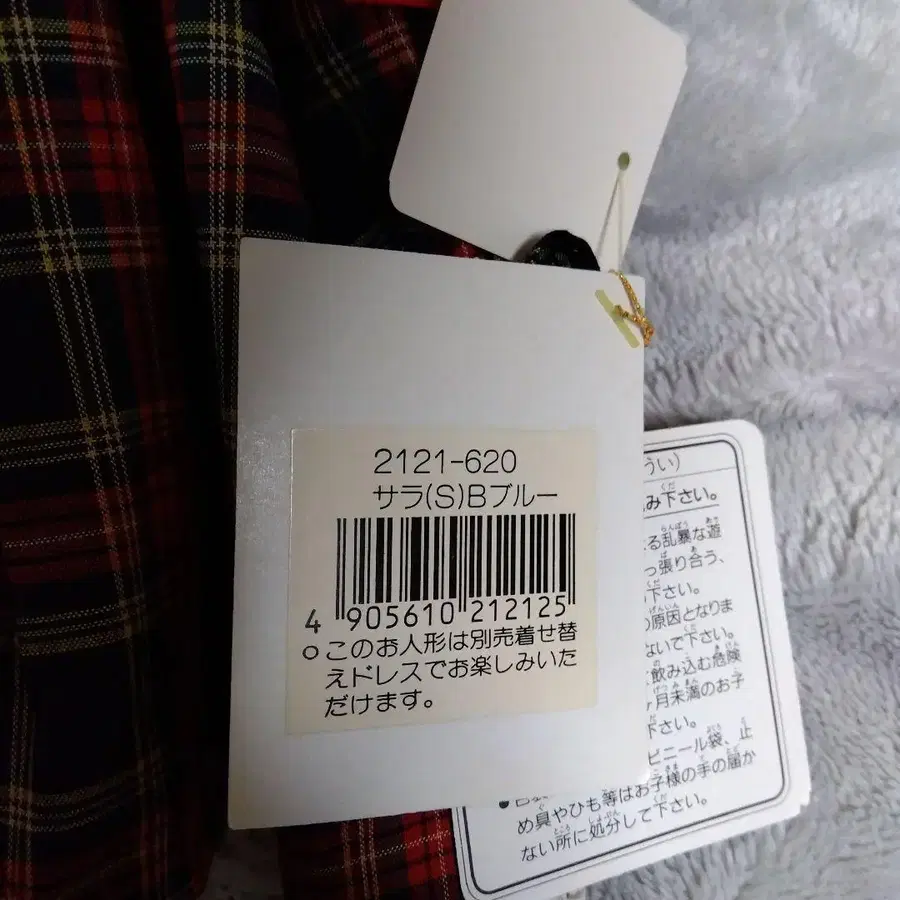 2121-620
サラ(S)Bブルー
4 905610 212125
○このお人形は別売着せ替
えドレスでお楽しみいた
だけます。
うい)
み下さい。
る乱暴な遊
っ張り合う、
下さい。
原因となりま
ないで下さい。
飲み込む危険
月未満のお子
下さい。
ビニール袋、止
め具やひも等はお子様の手の届か
ない所に処分して下さい。